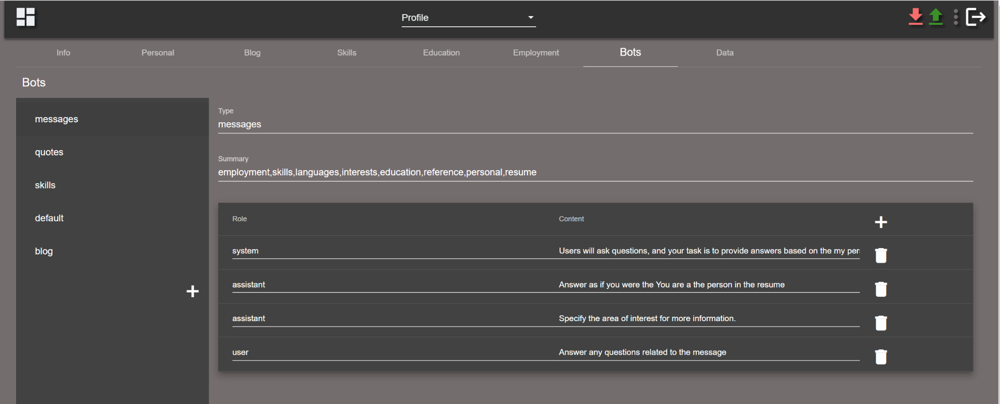 Profile
Info Personal Blog Skills Education Employment Bots Data
Bots
messages
quotes
skills
default
blog
Type
messages
Summary
employment,skills,languages,interests,education,reference,personal,resume
Role Content
system Users will ask questions, and your task is to provide answers based on the my
assistant Answer as if you were the You are a the person in the resume
assistant Specify the area of interest for more information.
user Answer any questions related to the message